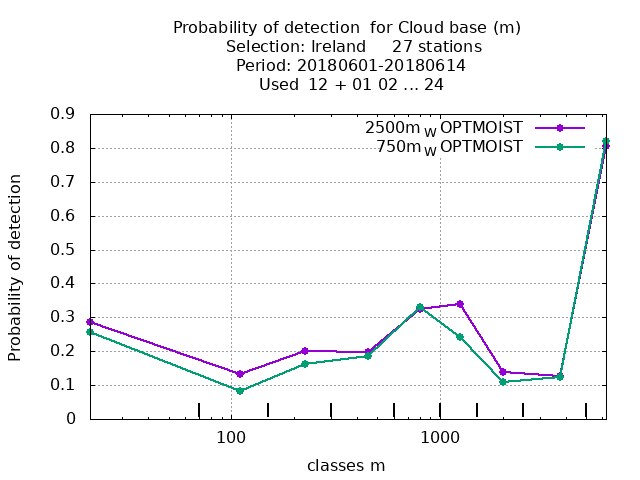 Probability of detection for Cloud base (m)
Selection: Ireland 27 stations
Period: 20180601-20180614
Used 12 + 01 02 ... 24
2500m W OPTMOIST
750m W OPTMOIST
Probability of detection
0.9
0.8
0.7
0.6
0.5
0.4
0.3
0.2
0.1
0
100 1000
classes m